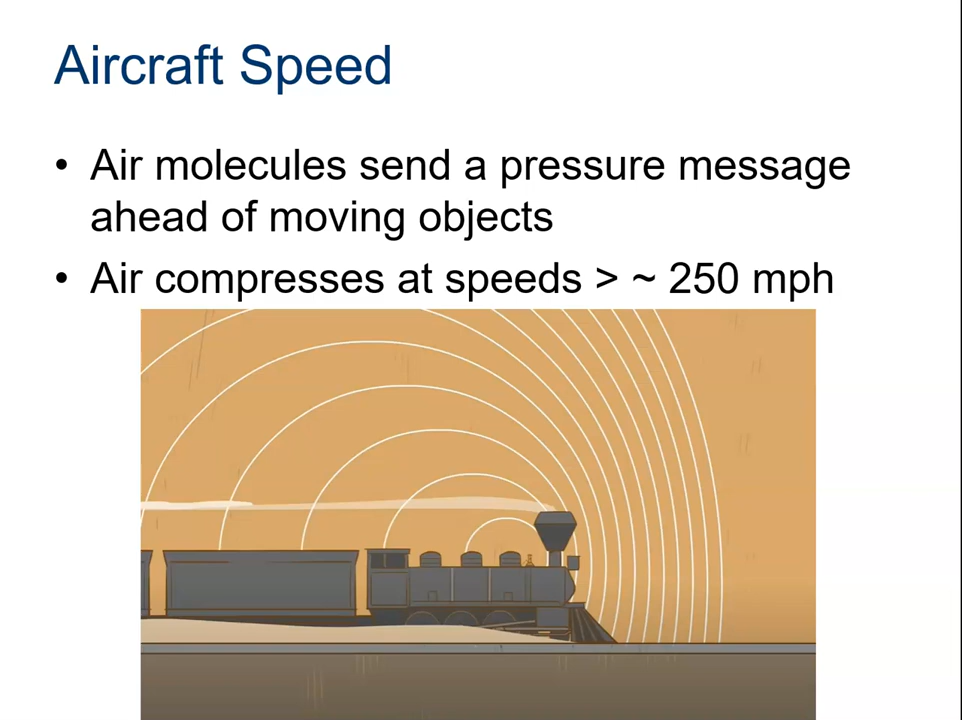 Aircraft Speed
• Air molecules send a pressure message
ahead of moving objects
• Air compresses at speeds > ~ 250 mph